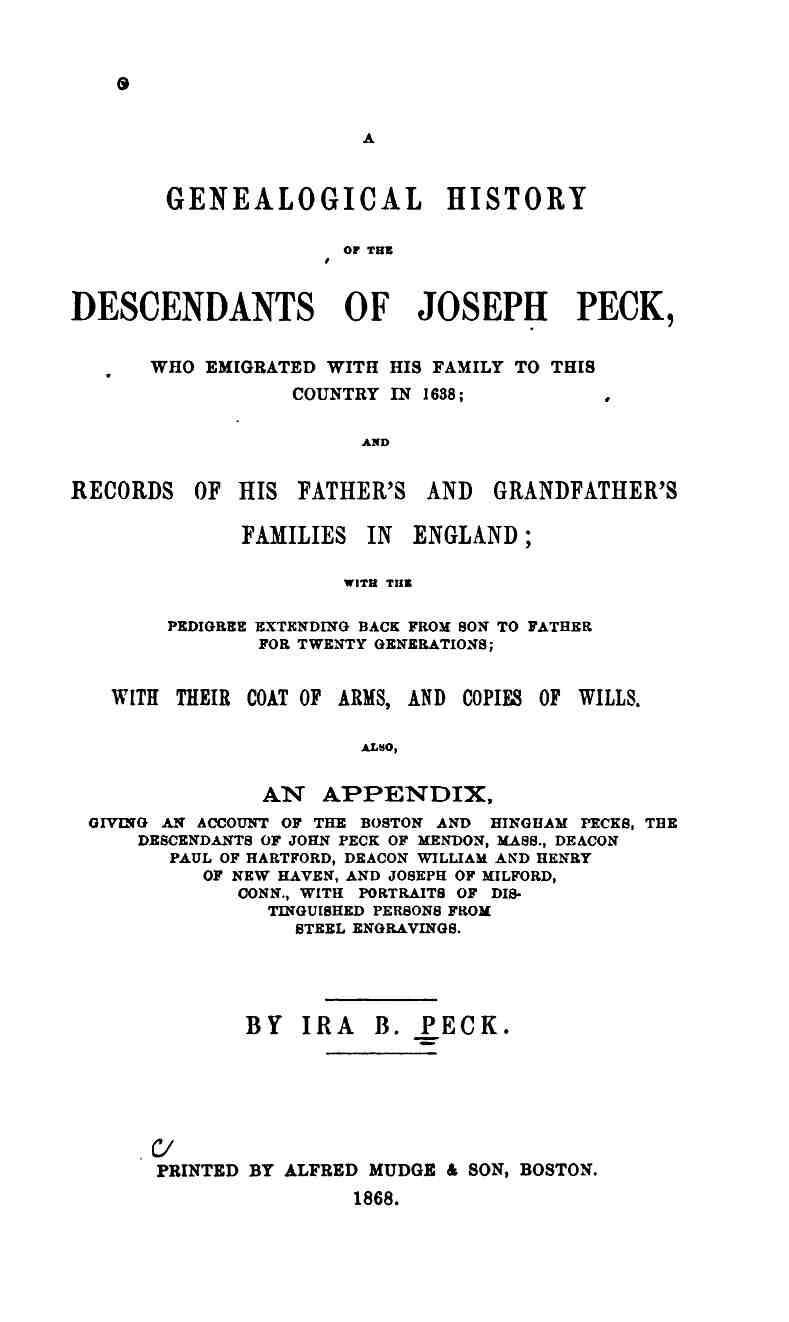 A
GENEALOGICAL HISTORY
OF THE
DESCENDANTS OF JOSEPH PECK,
WHO EMIGRATED WITH HIS FAMILY TO THIS
COUNTRY IN 1638;
AND
RECORDS OF HIS FATHER'S AND GRANDFATHER'S
FAMILIES IN ENGLAND;
WITH THE
PEDIGREE EXTENDING BACK FROM SON TO FATHER
FOR TWENTY GENERATIONS;
WITH THEIR COAT OF ARMS, AND COPIES OF WILLS.
ALSO,
AN APPENDIX,
GIVING AN ACCOUNT OF THE BOSTON AND HINGHAM PECKS, THE
DESCENDANTS OF JOHN PECK OF MENDON, MASS., DEACON
PAUL OF HARTFORD, DEACON WILLIAM AND HENRY
OF NEW HAVEN, AND JOSEPH OF MILFORD,
CONN., WITH PORTRAITS OF DIS-
TINGUISHED PERSONS FROM
STEEL ENGRAVINGS.
BY IRA B. PECK.
PRINTED BY ALFRED MUDGE & SON, BOSTON.
1868.